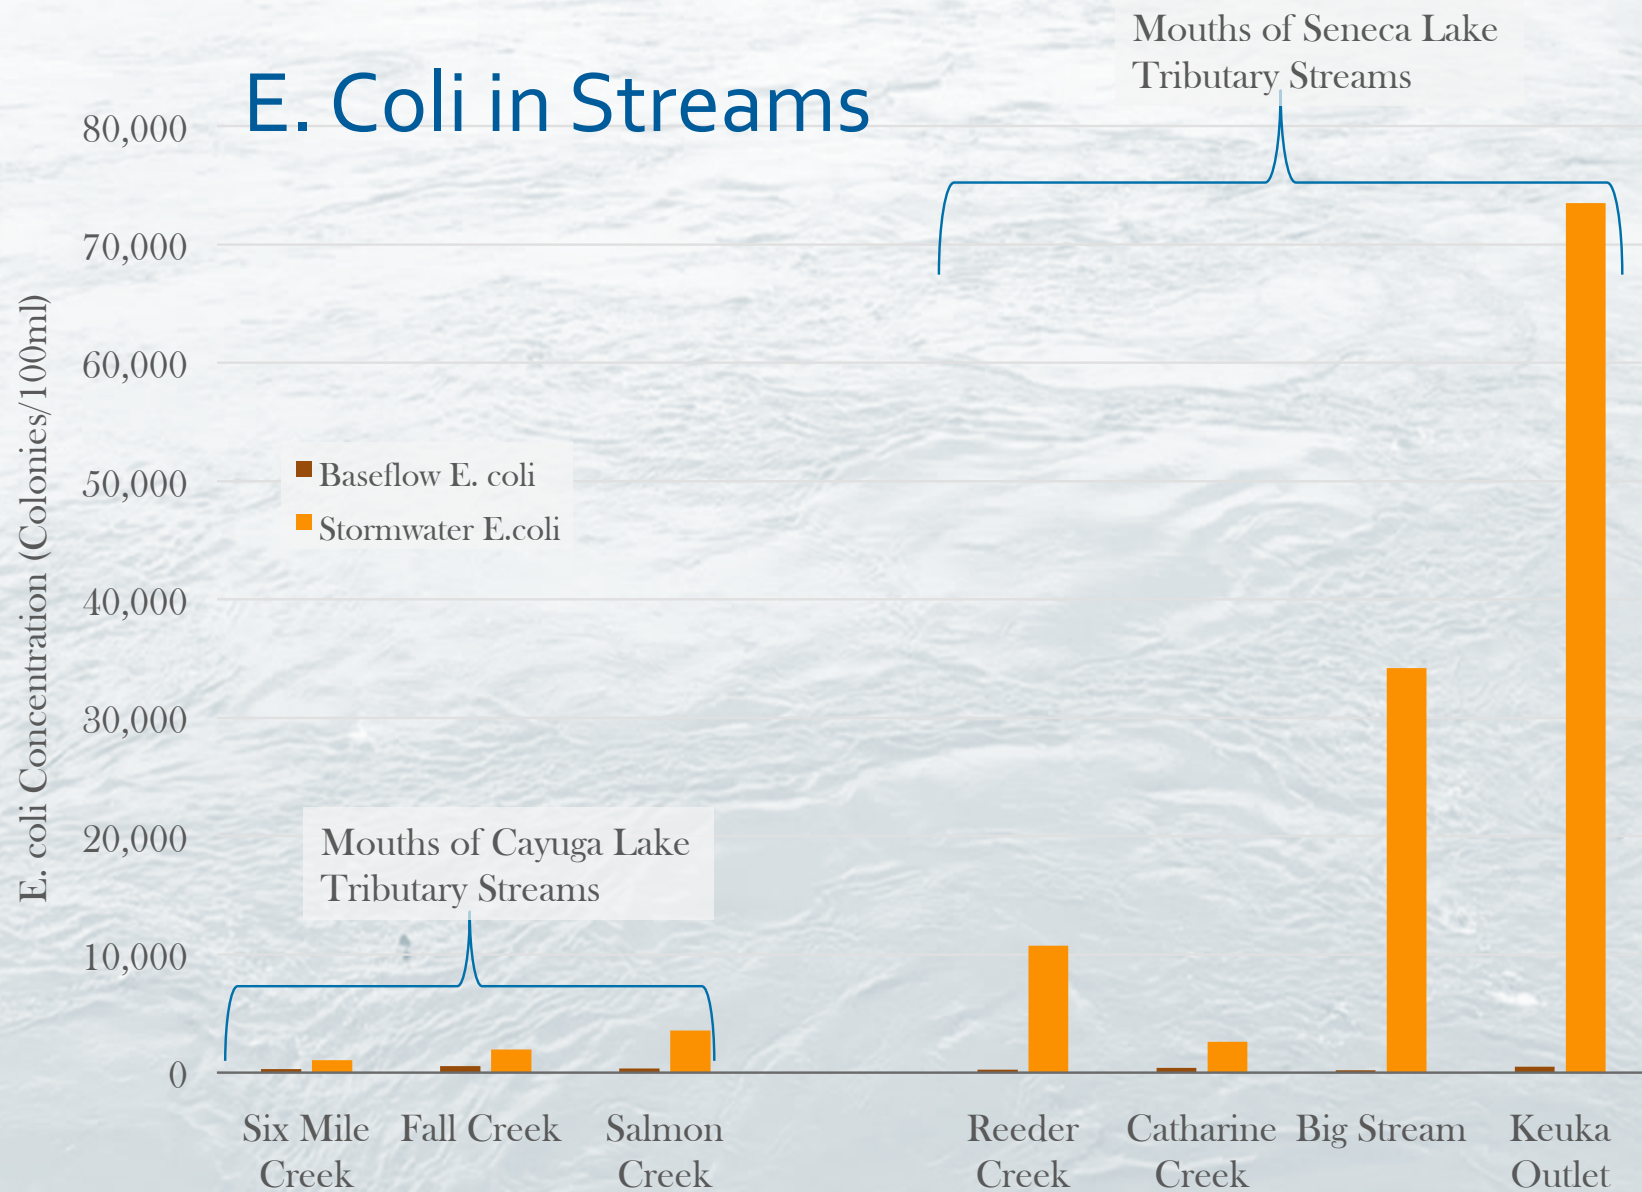 Mouths of Seneca Lake
Tributary Streams
E. Coli in Streams
80,000
70,000
60,000
50,000
40,000
30,000
20,000
10,000
0
E. coli Concentration (Colonies/100ml)
Baseflow E. coli
Stormwater E.coli
Mouths of Cayuga Lake
Tributary Streams
Six Mile
Creek
Fall Creek
Salmon
Creek
Reeder
Creek
Catharine
Creek
Big Stream
Keuka
Outlet